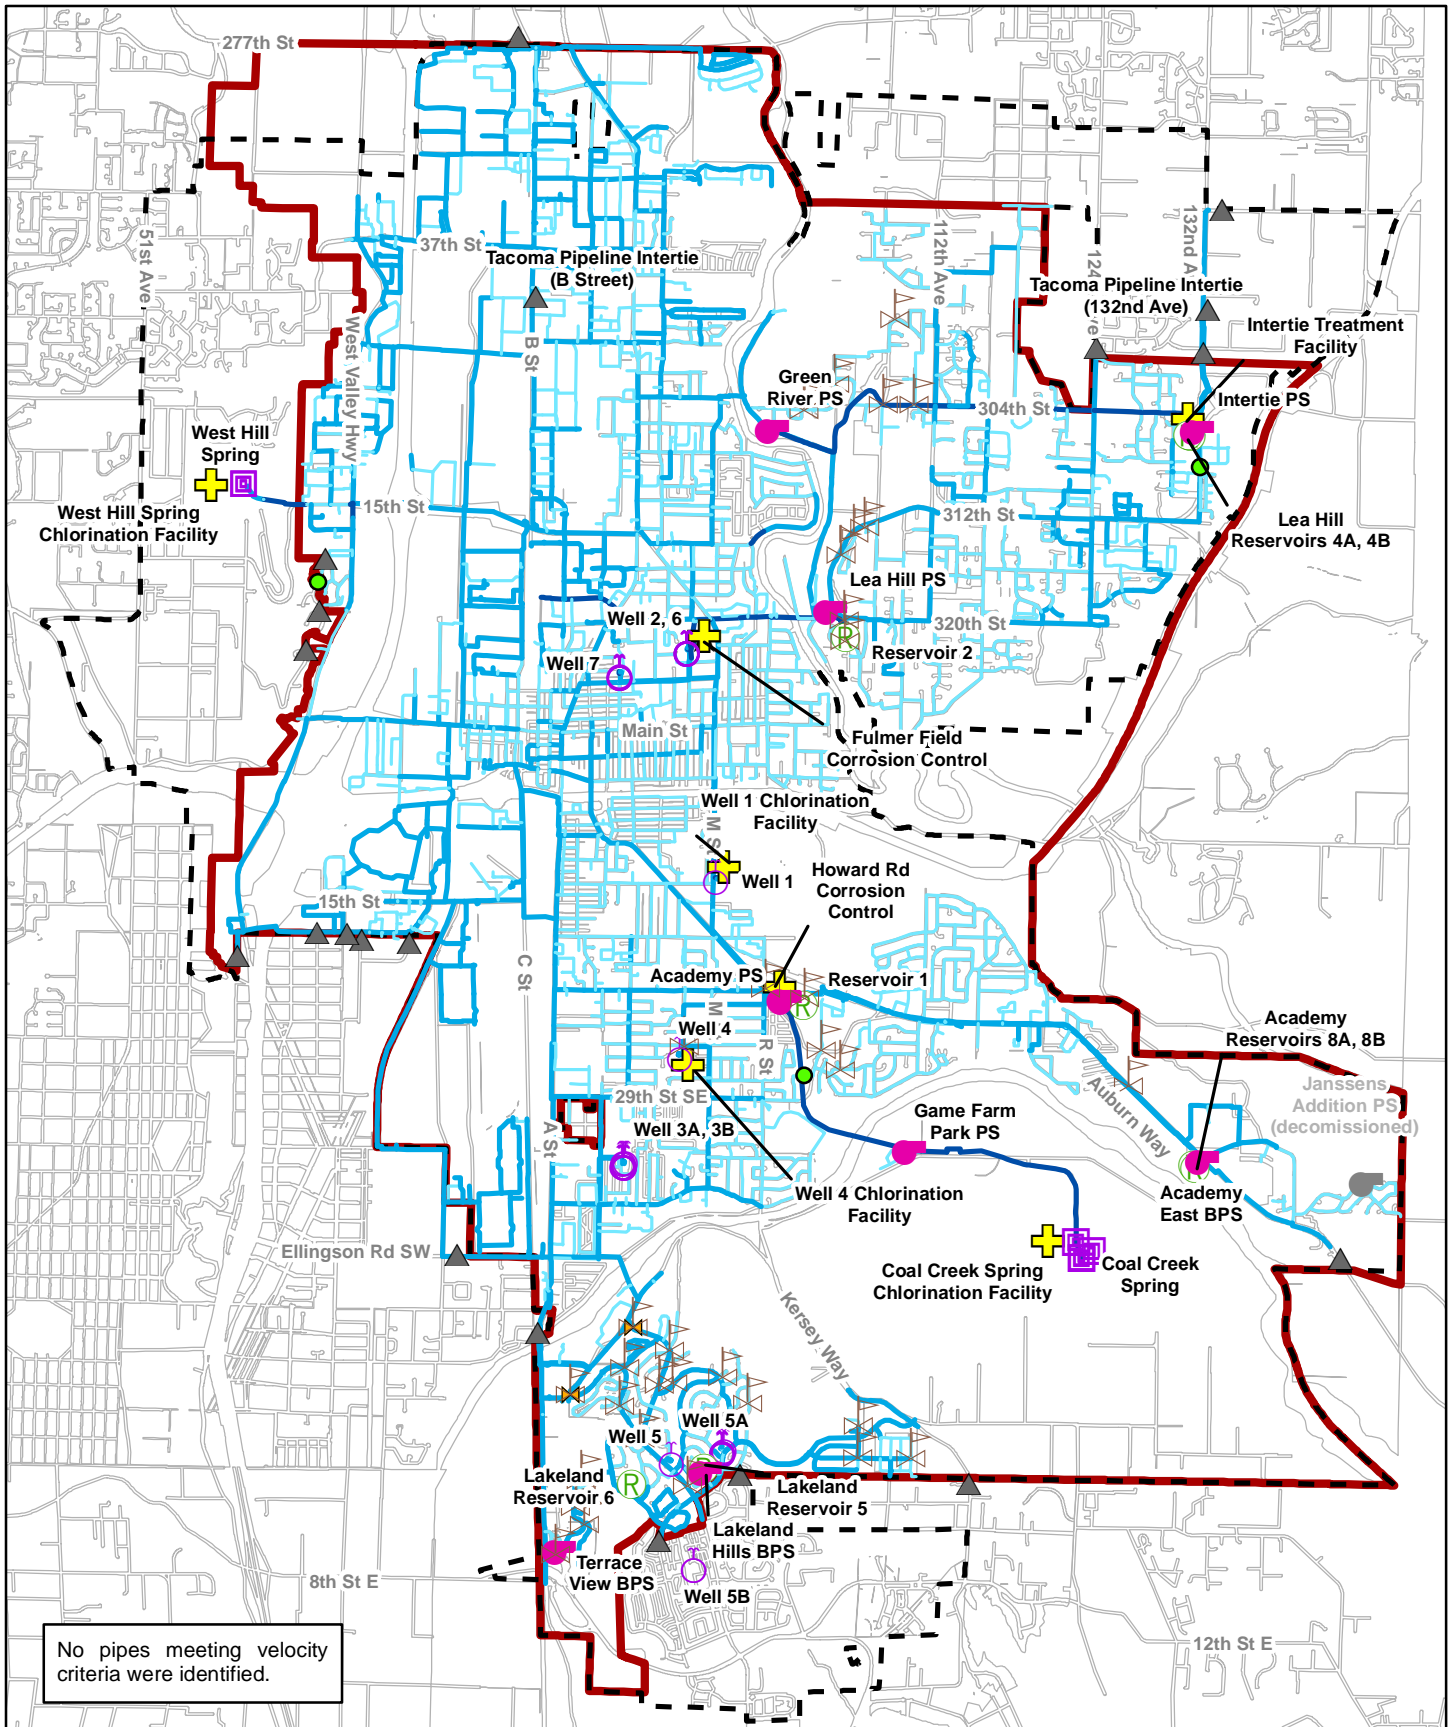 277th St
51st Ave
37th St
Tacoma Pipeline Intertie
(B Street)
112th Ave
132nd A
124
ve
Tacoma Pipeline Intertie
(132nd Ave)
Intertie Treatment
Facility
West Valley Hwy
B St
Green
River PS
304th St
Intertie PS
West Hill
Spring
15th St
312th St
West Hill Spring
Chlorination Facility
Lea Hill
Reservoirs 4A, 4B
Lea Hill PS
Well 2, 6
320th St
Reservoir 2
Well 7
Main St
Fulmer Field
Corrosion Control
Well 1 Chlorination
Facility
M St
Howard Rd
Corrosion
Control
Well 1
15th St
C St
Academy PS
Reservoir 1
M
Well 4
R St
Academy
Reservoirs 8A, 8B
Janssens
Addition PS
(decomissioned)
29th St SE
Auburn Way
Game Farm
Park PS
A St
Well 3A, 3B
Well 4 Chlorination
Facility
Academy
East BPS
Ellingson Rd SW
Coal Creek Spring
Chlorination Facility
Coal Creek
Spring
Kersey Way
Well 5A
Well 5
R
Lakeland
Reservoir 6
Lakeland
Reservoir 5
Lakeland
Hills BPS
Terrace
View BPS
8th St E
Well 5B
12th St E
No pipes meeting velocity
criteria were identified.